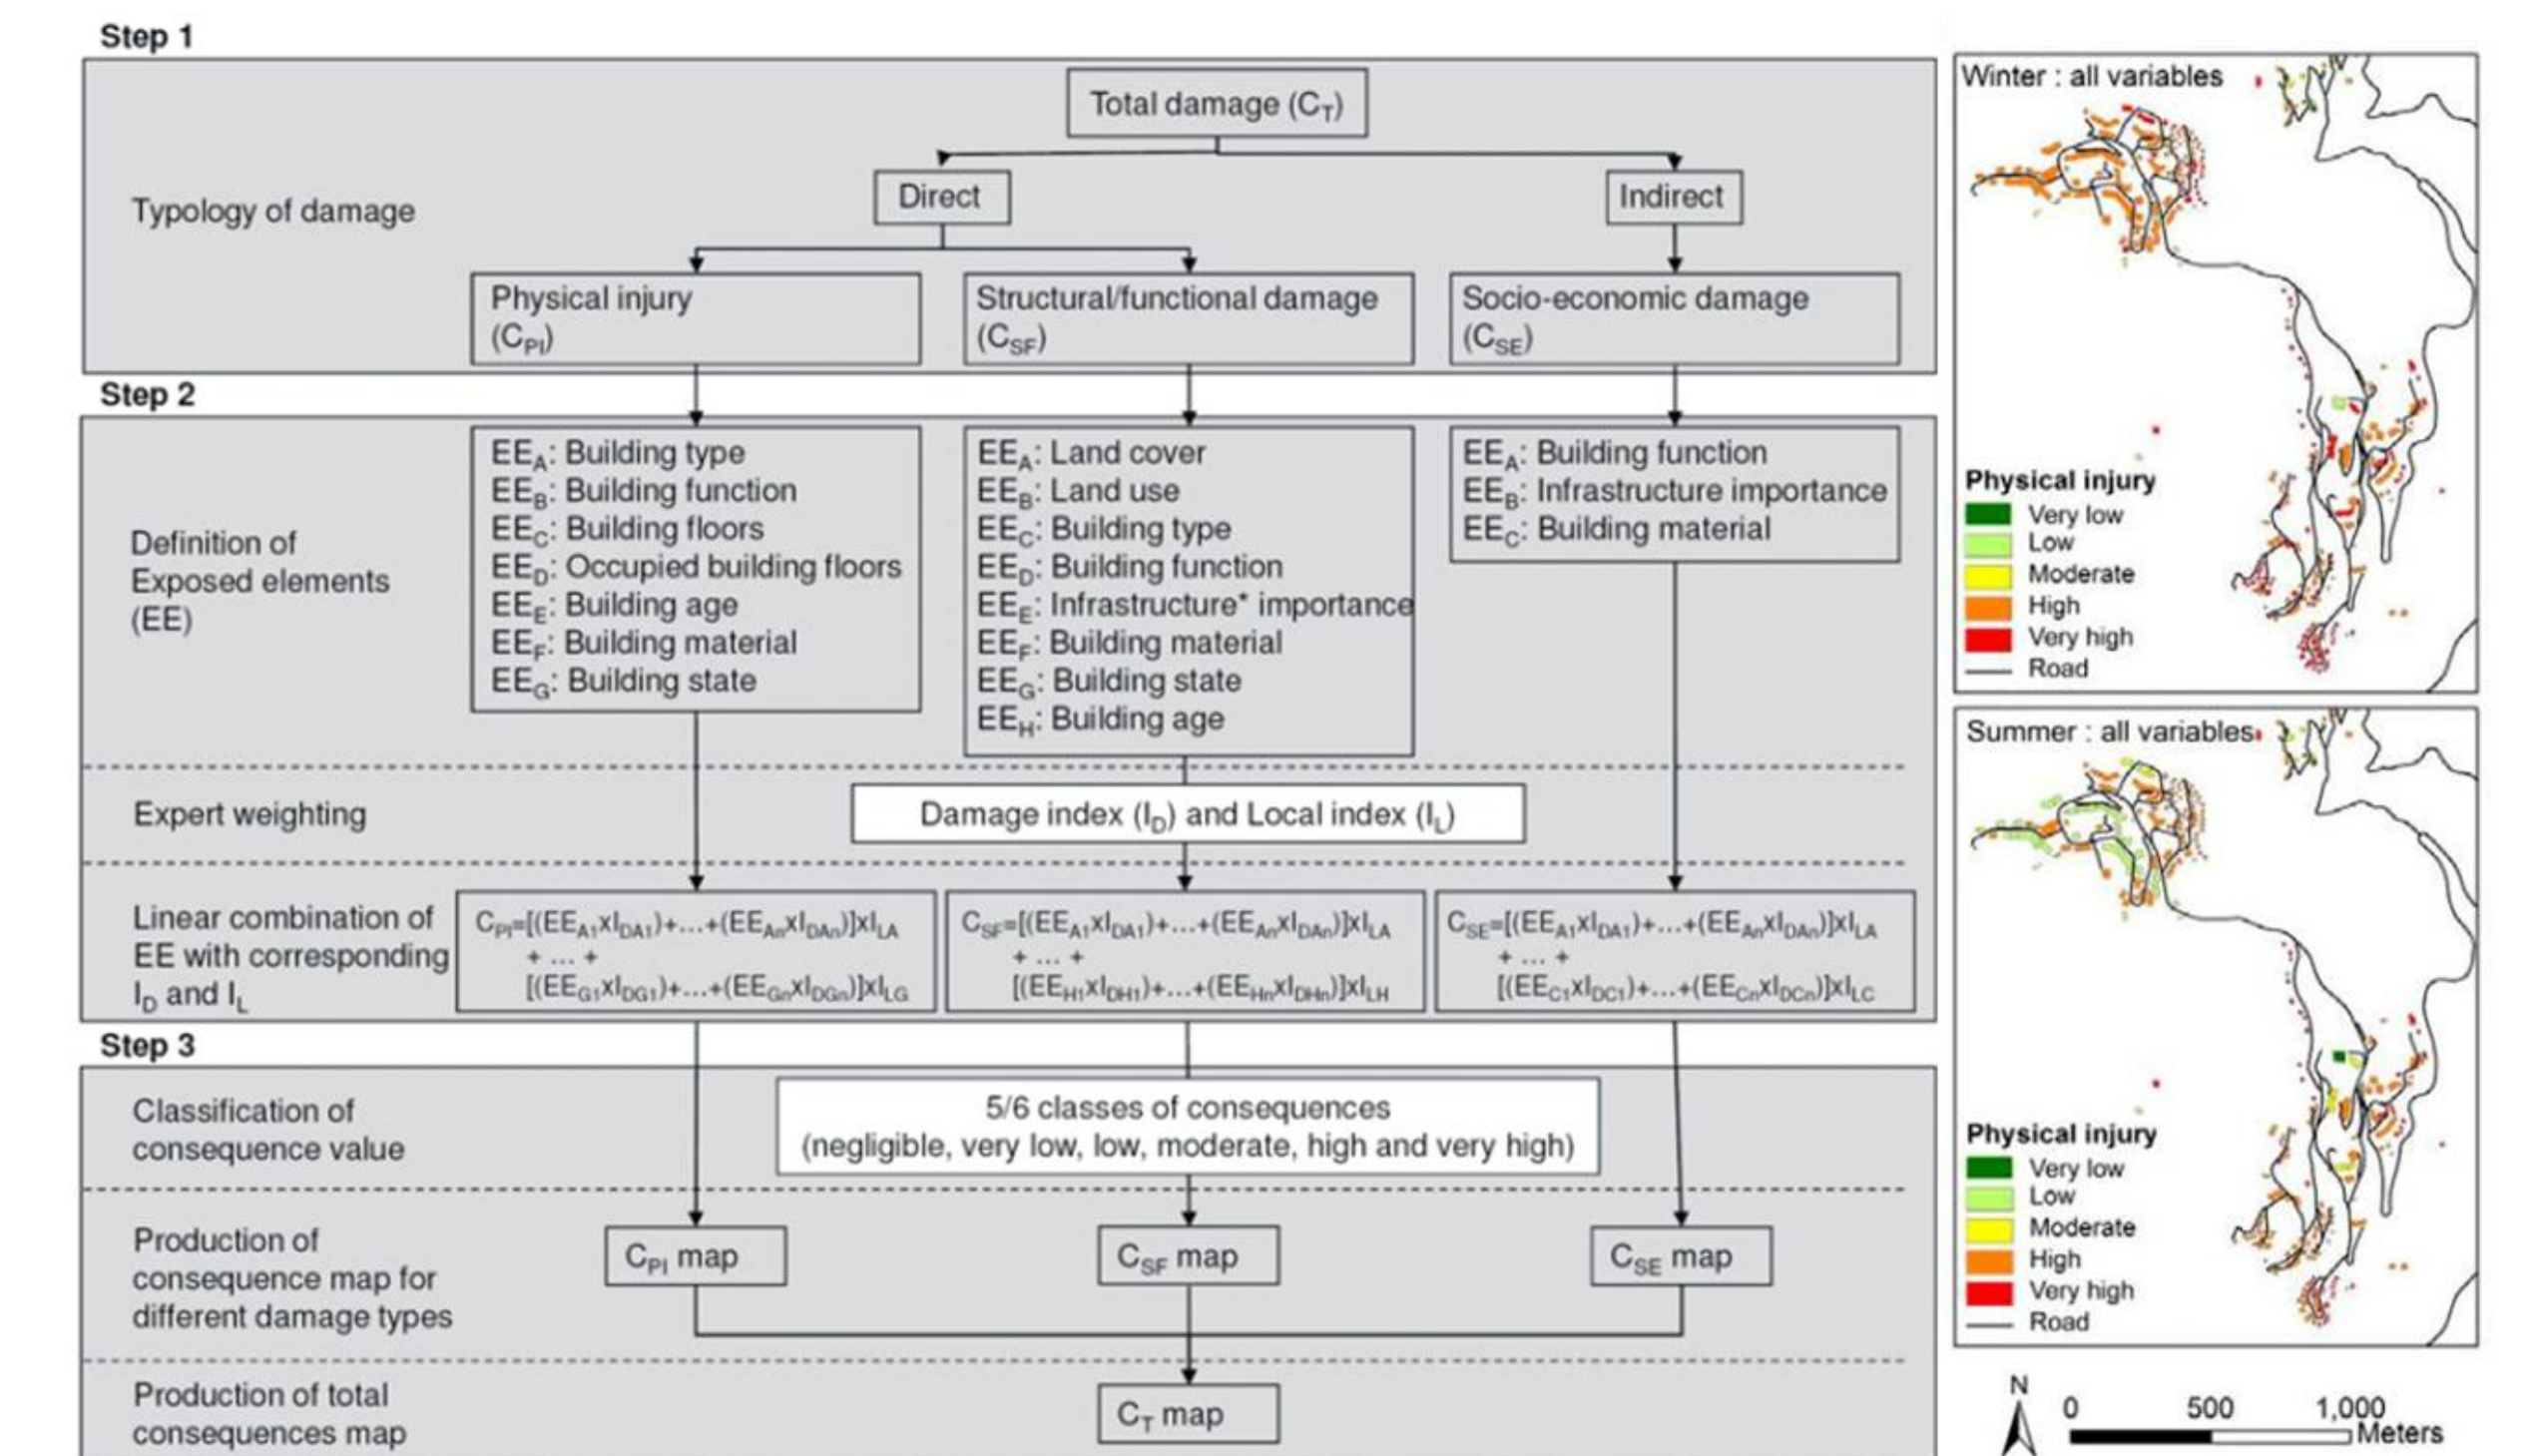 Step 1
Total damage (C_T)
Direct
Indirect
Typology of damage
Physical injury
(C_PI)
Structural/functional damage
(C_SF)
Socio-economic damage
(C_SE)
Step 2
Definition of
Exposed elements
(EE)
EE_A: Building type
EE_B: Building function
EE_C: Building floors
EE_D: Occupied building floors
EE_E: Building age
EE_F: Building material
EE_G: Building state
EE_A: Land cover
EE_B: Land use
EE_C: Building type
EE_D: Building function
EE_E: Infrastructure* importance
EE_F: Building material
EE_G: Building state
EE_H: Building age
EE_A: Building function
EE_B: Infrastructure importance
EE_C: Building material
Expert weighting
Damage index (I_D) and Local index (I_L)
Linear combination of
EE with corresponding
I_D and I_L
C_PI=[(EE_A1xI_DA1)+...+(EE_AnxI_DAn)]xI_LA
+ ... +
[(EE_G1xI_DG1)+...+(EE_GnxI_DGn)]xI_LG
C_SF=[(EE_A1xI_DA1)+...+(EE_AnxI_DAn)]xI_LA
+ ... +
[(EE_H1xI_DH1)+...+(EE_HnxI_DHn)]xI_LH
C_SE=[(EE_A1xI_DA1)+...+(EE_AnxI_DAn)]xI_LA
+ ... +
[(EE_C1xI_DC1)+...+(EE_CnxI_DCn)]xI_LC
Step 3
Classification of
consequence value
5/6 classes of consequences
(negligible, very low, low, moderate, high and very high)
Production of
consequence map for
different damage types
C_PI map
C_SF map
C_SE map
Production of total
consequences map
C_T map
Winter : all variables
Physical injury
Very low
Low
Moderate
High
Very high
Road
Summer : all variables
Physical injury
Very low
Low
Moderate
High
Very high
Road
N
0 500 1,000
Meters